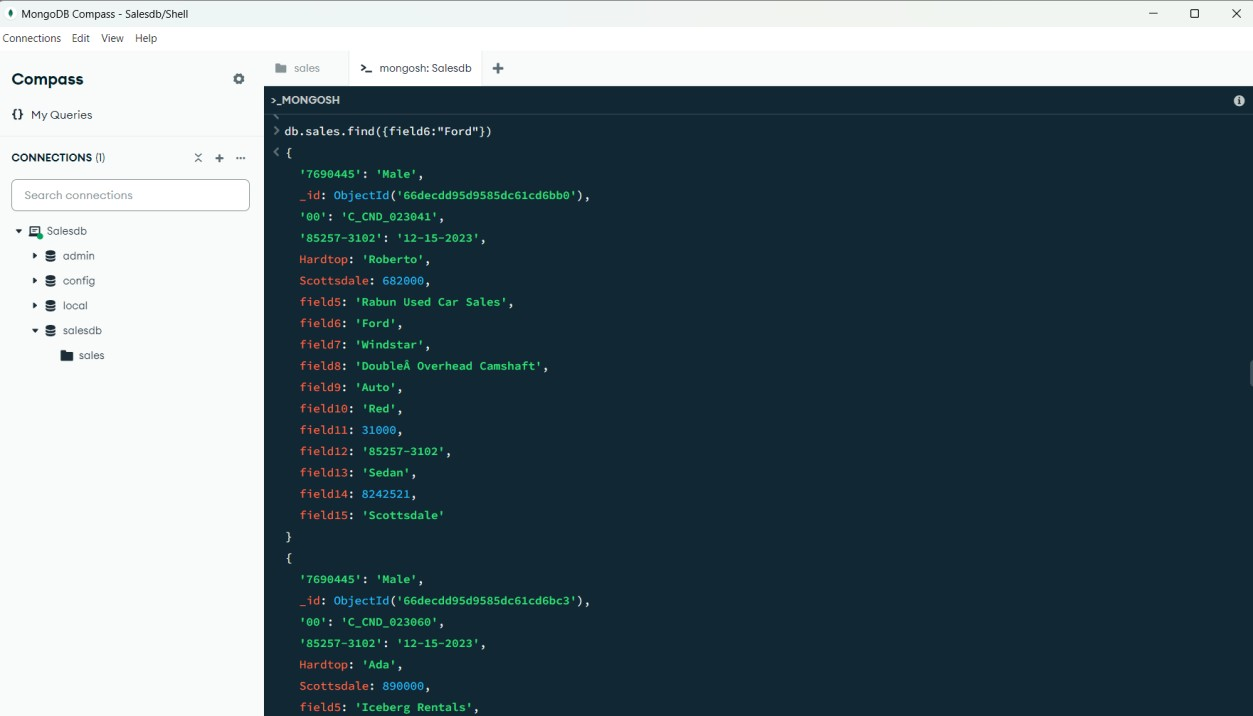 MongoDB Compass - Salesdb/Shell
Connections Edit View Help
Compass
{} My Queries
CONNECTIONS (1)
Search connections
Salesdb
admin
config
local
salesdb
sales
sales
>_ mongosh: Salesdb
>_MONGOSH
> db.sales.find({field6:"Ford"})
< {
'7690445': 'Male',
_id: ObjectId('66decdd95d9585dc61cd6bb0'),
'00': 'C_CND_023041',
'85257-3102': '12-15-2023',
Hardtop: 'Roberto',
Scottsdale: 682000,
field5: 'Rabun Used Car Sales',
field6: 'Ford',
field7: 'Windstar',
field8: 'DoubleÂ Overhead Camshaft',
field9: 'Auto',
field10: 'Red',
field11: 31000,
field12: '85257-3102',
field13: 'Sedan',
field14: 8242521,
field15: 'Scottsdale'
}
{
'7690445': 'Male',
_id: ObjectId('66decdd95d9585dc61cd6bc3'),
'00': 'C_CND_023060',
'85257-3102': '12-15-2023',
Hardtop: 'Ada',
Scottsdale: 890000,
field5: 'Iceberg Rentals',